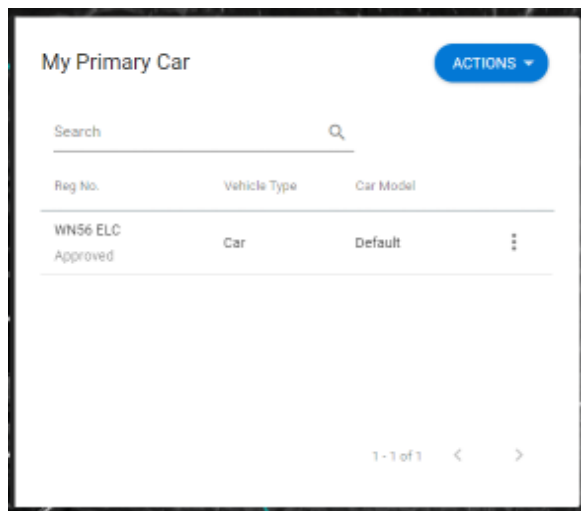 My Primary Car
ACTIONS
Search
Reg No. Vehicle Type Car Model
WN56 ELC
Approved
Car Default
1 - 1 of 1